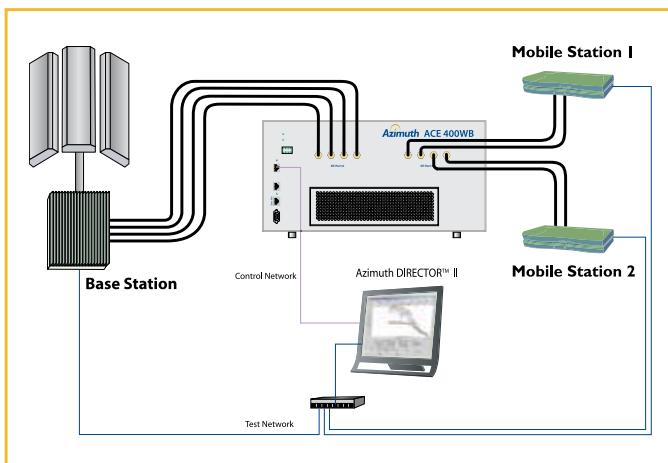 Mobile Station 1
Azimuth ACE 400WB
Base Station
Mobile Station 2
Control Network
Azimuth DIRECTOR™ II
Test Network